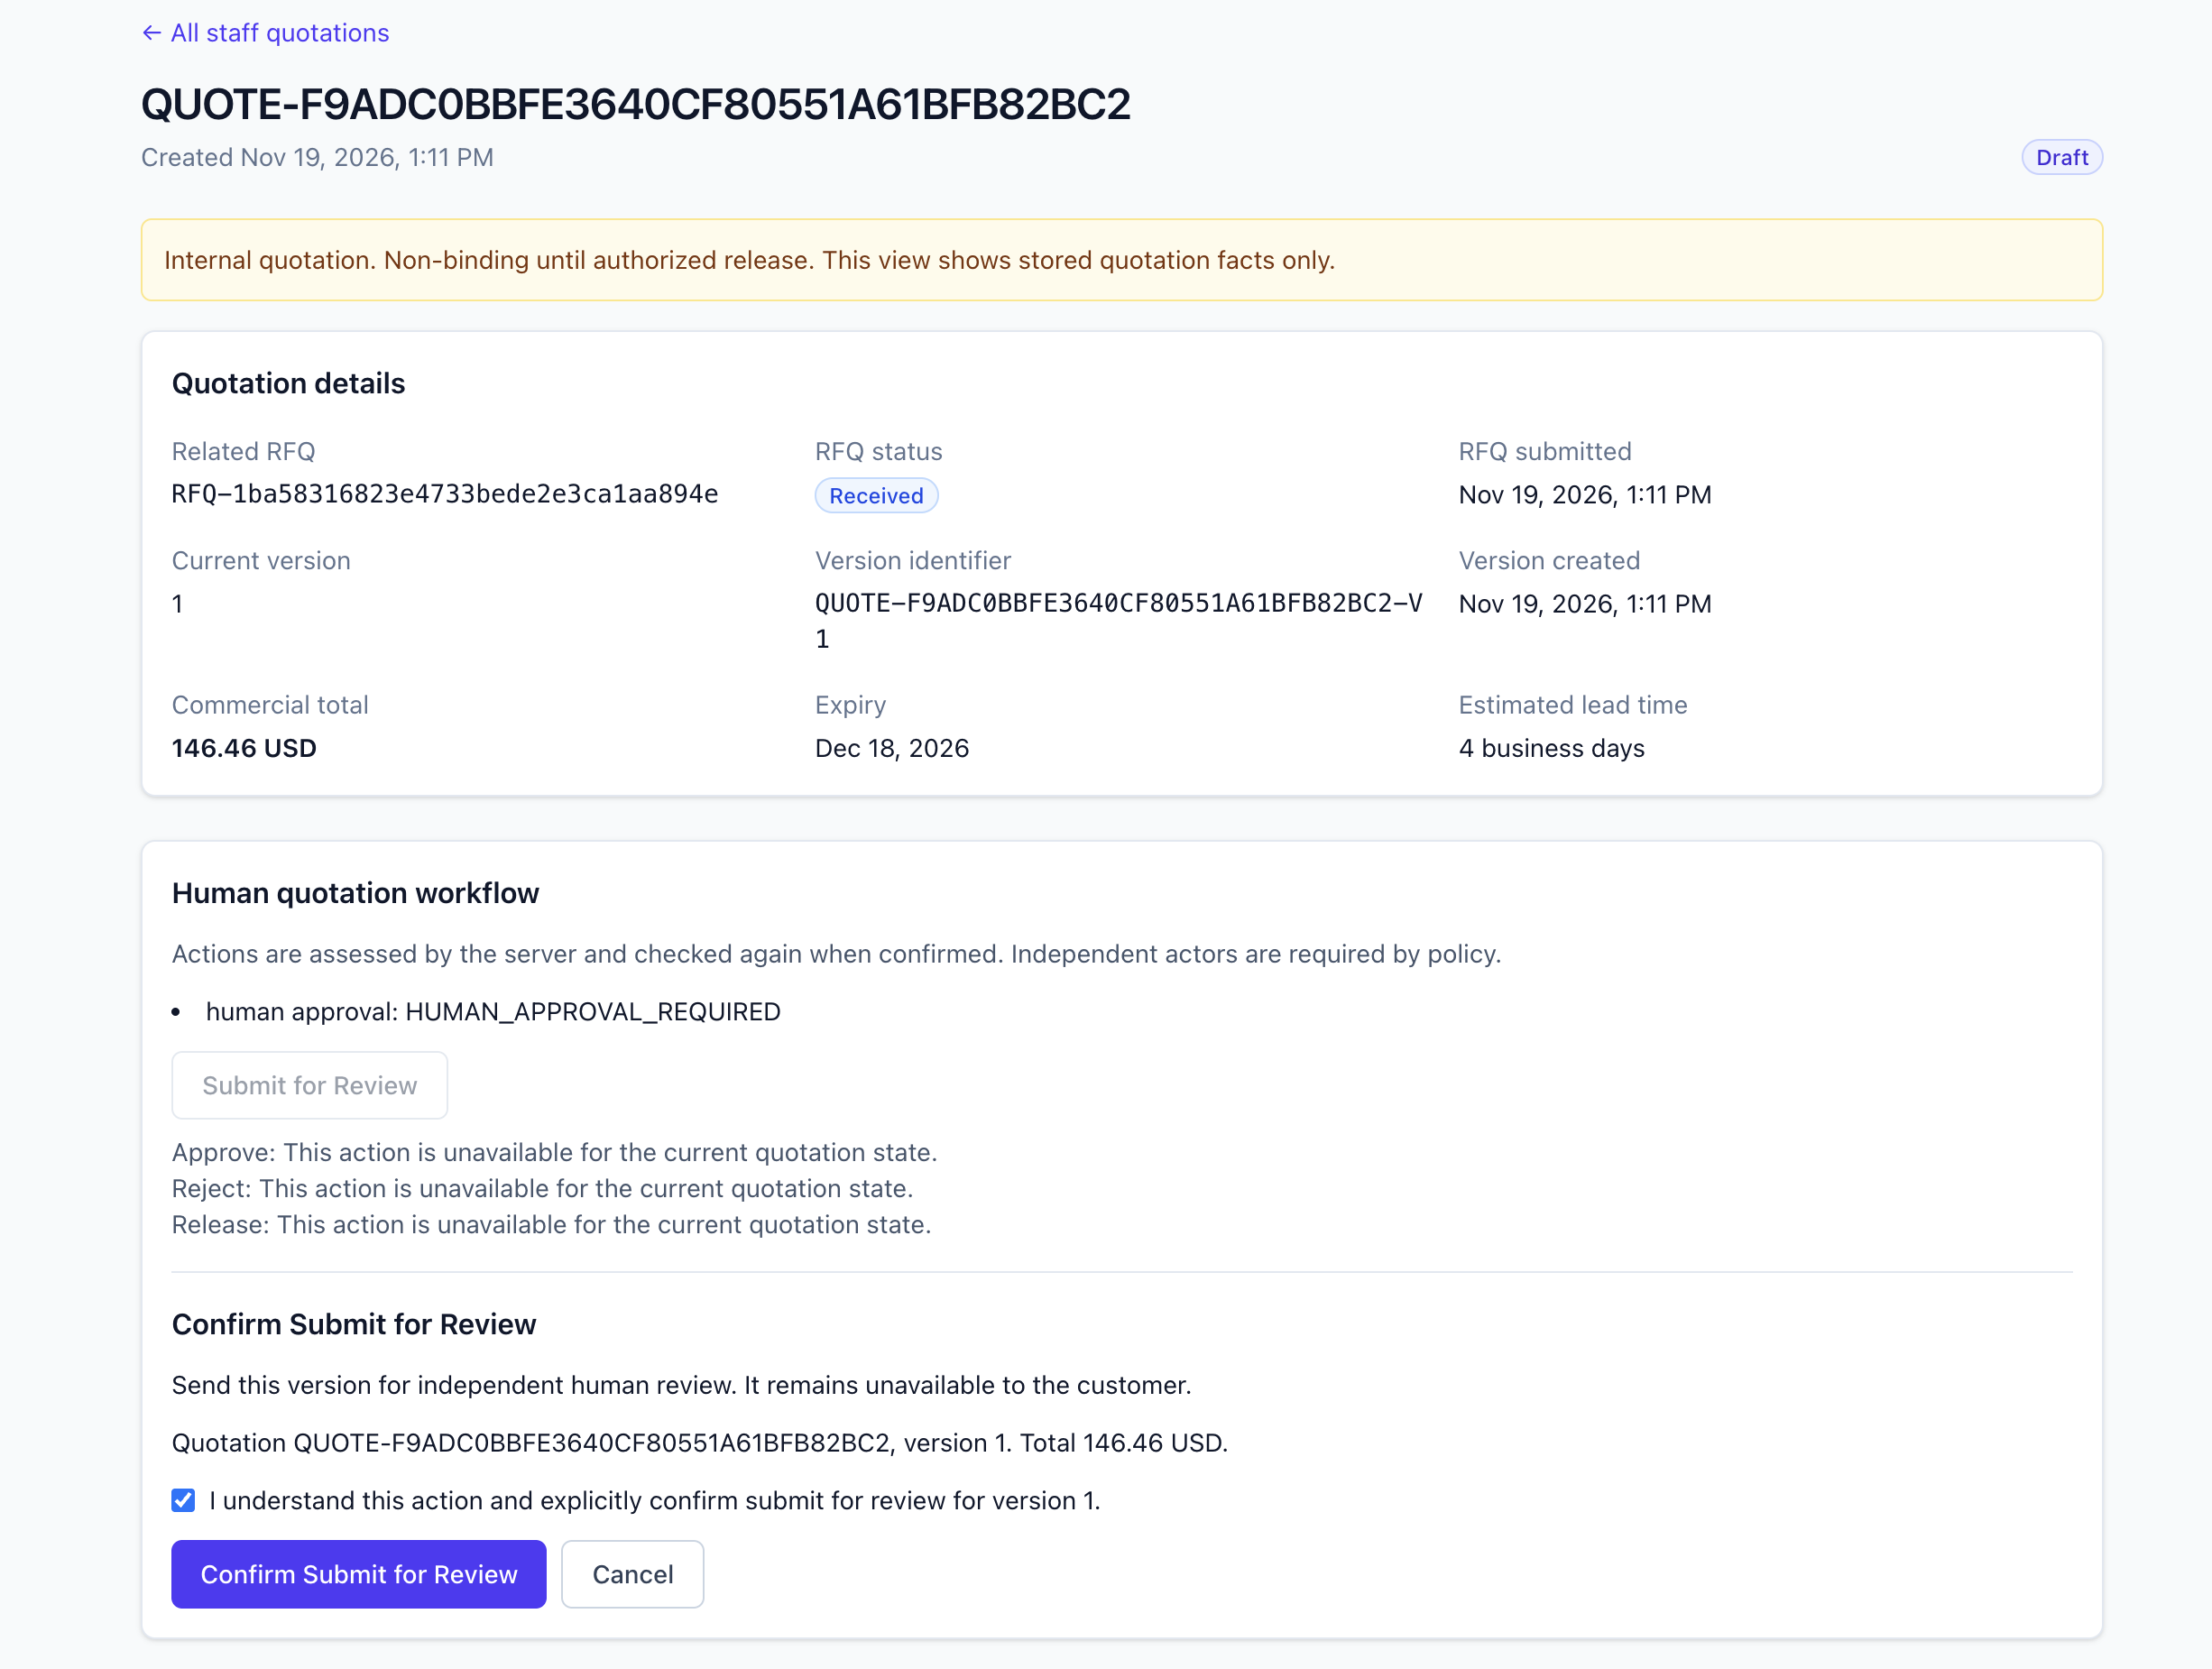 ← All staff quotations
QUOTE-F9ADC0BBFE3640CF80551A61BFB82BC2
Created Nov 19, 2026, 1:11 PM
Draft
Internal quotation. Non-binding until authorized release. This view shows stored quotation facts only.
Quotation details
Related RFQ
RFQ-1ba58316823e4733bede2e3ca1aa894e
RFQ status
Received
RFQ submitted
Nov 19, 2026, 1:11 PM
Current version
1
Version identifier
QUOTE-F9ADC0BBFE3640CF80551A61BFB82BC2-V
1
Version created
Nov 19, 2026, 1:11 PM
Commercial total
146.46 USD
Expiry
Dec 18, 2026
Estimated lead time
4 business days
Human quotation workflow
Actions are assessed by the server and checked again when confirmed. Independent actors are required by policy.
• human approval: HUMAN_APPROVAL_REQUIRED
Submit for Review
Approve: This action is unavailable for the current quotation state.
Reject: This action is unavailable for the current quotation state.
Release: This action is unavailable for the current quotation state.
Confirm Submit for Review
Send this version for independent human review. It remains unavailable to the customer.
Quotation QUOTE-F9ADC0BBFE3640CF80551A61BFB82BC2, version 1. Total 146.46 USD.
I understand this action and explicitly confirm submit for review for version 1.
Confirm Submit for Review
Cancel